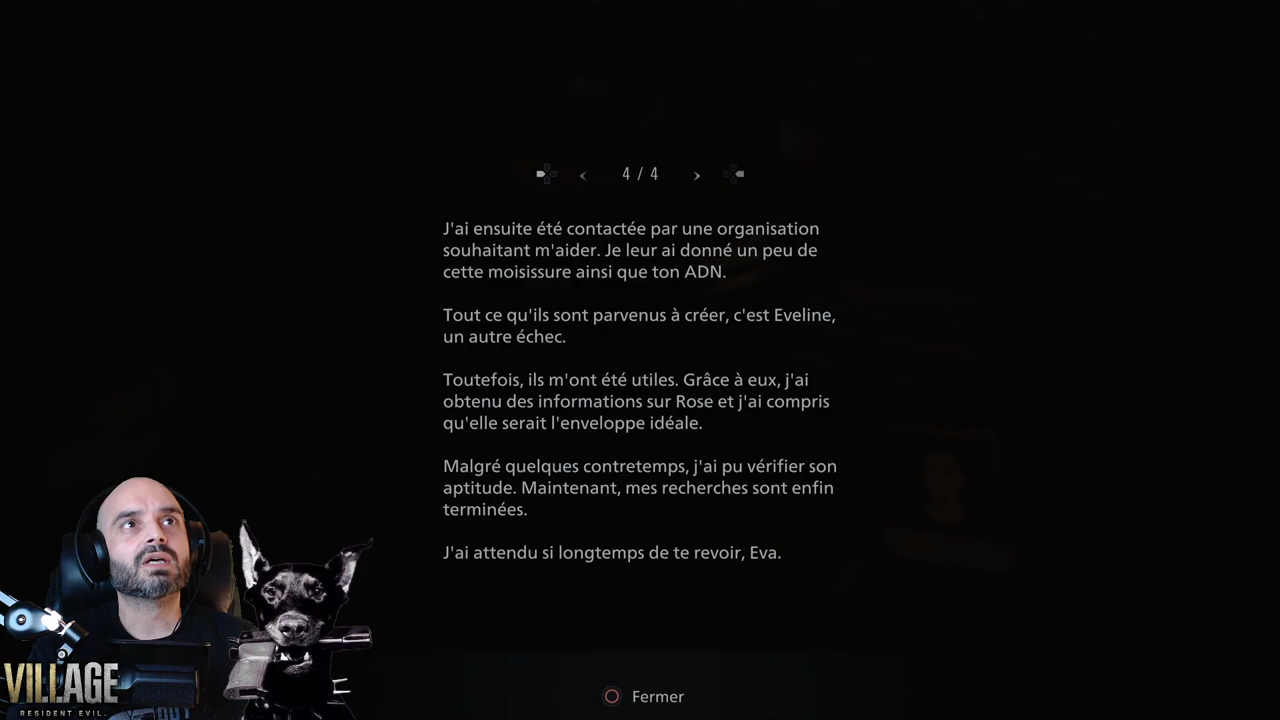 4 / 4
J'ai ensuite été contactée par une organisation
souhaitant m'aider. Je leur ai donné un peu de
cette moisissure ainsi que ton ADN.
Tout ce qu'ils sont parvenus à créer, c'est Eveline,
un autre échec.
Toutefois, ils m'ont été utiles. Grâce à eux, j'ai
obtenu des informations sur Rose et j'ai compris
qu'elle serait l'enveloppe idéale.
Malgré quelques contretemps, j'ai pu vérifier son
aptitude. Maintenant, mes recherches sont enfin
terminées.
J'ai attendu si longtemps de te revoir, Eva.
VILLAGE
RESIDENT EVIL.
Fermer